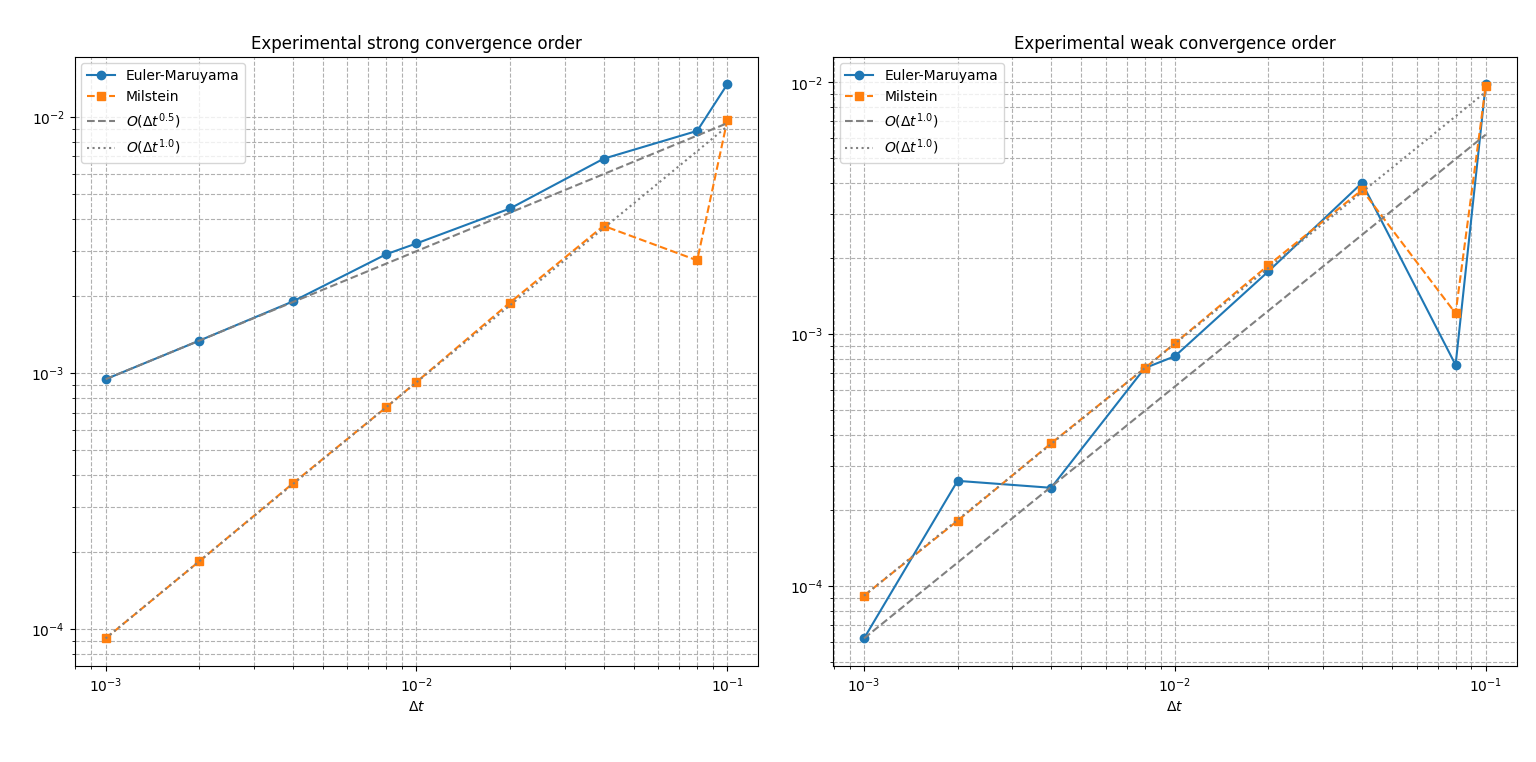 Experimental strong convergence order
Euler-Maruyama
Milstein
O(Δt^0.5)
O(Δt^1.0)
10^−2
10^−3
10^−4
10^−3
10^−2
10^−1
Δt
Experimental weak convergence order
Euler-Maruyama
Milstein
O(Δt^1.0)
O(Δt^1.0)
10^−2
10^−3
10^−4
10^−3
10^−2
10^−1
Δt